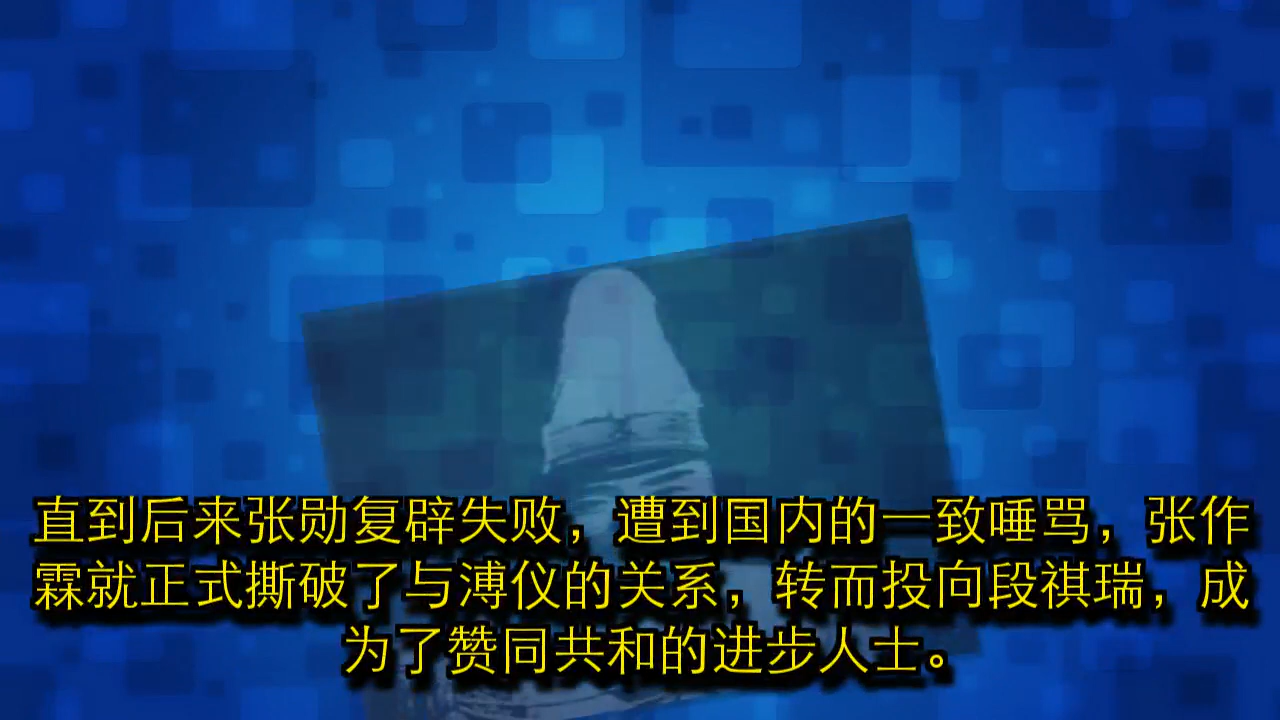 直到后来张勋复辟失败，遭到国内的一致唾骂，张作
霖就正式撕破了与溥仪的关系，转而投向段祺瑞，成
为了赞同共和的进步人士。